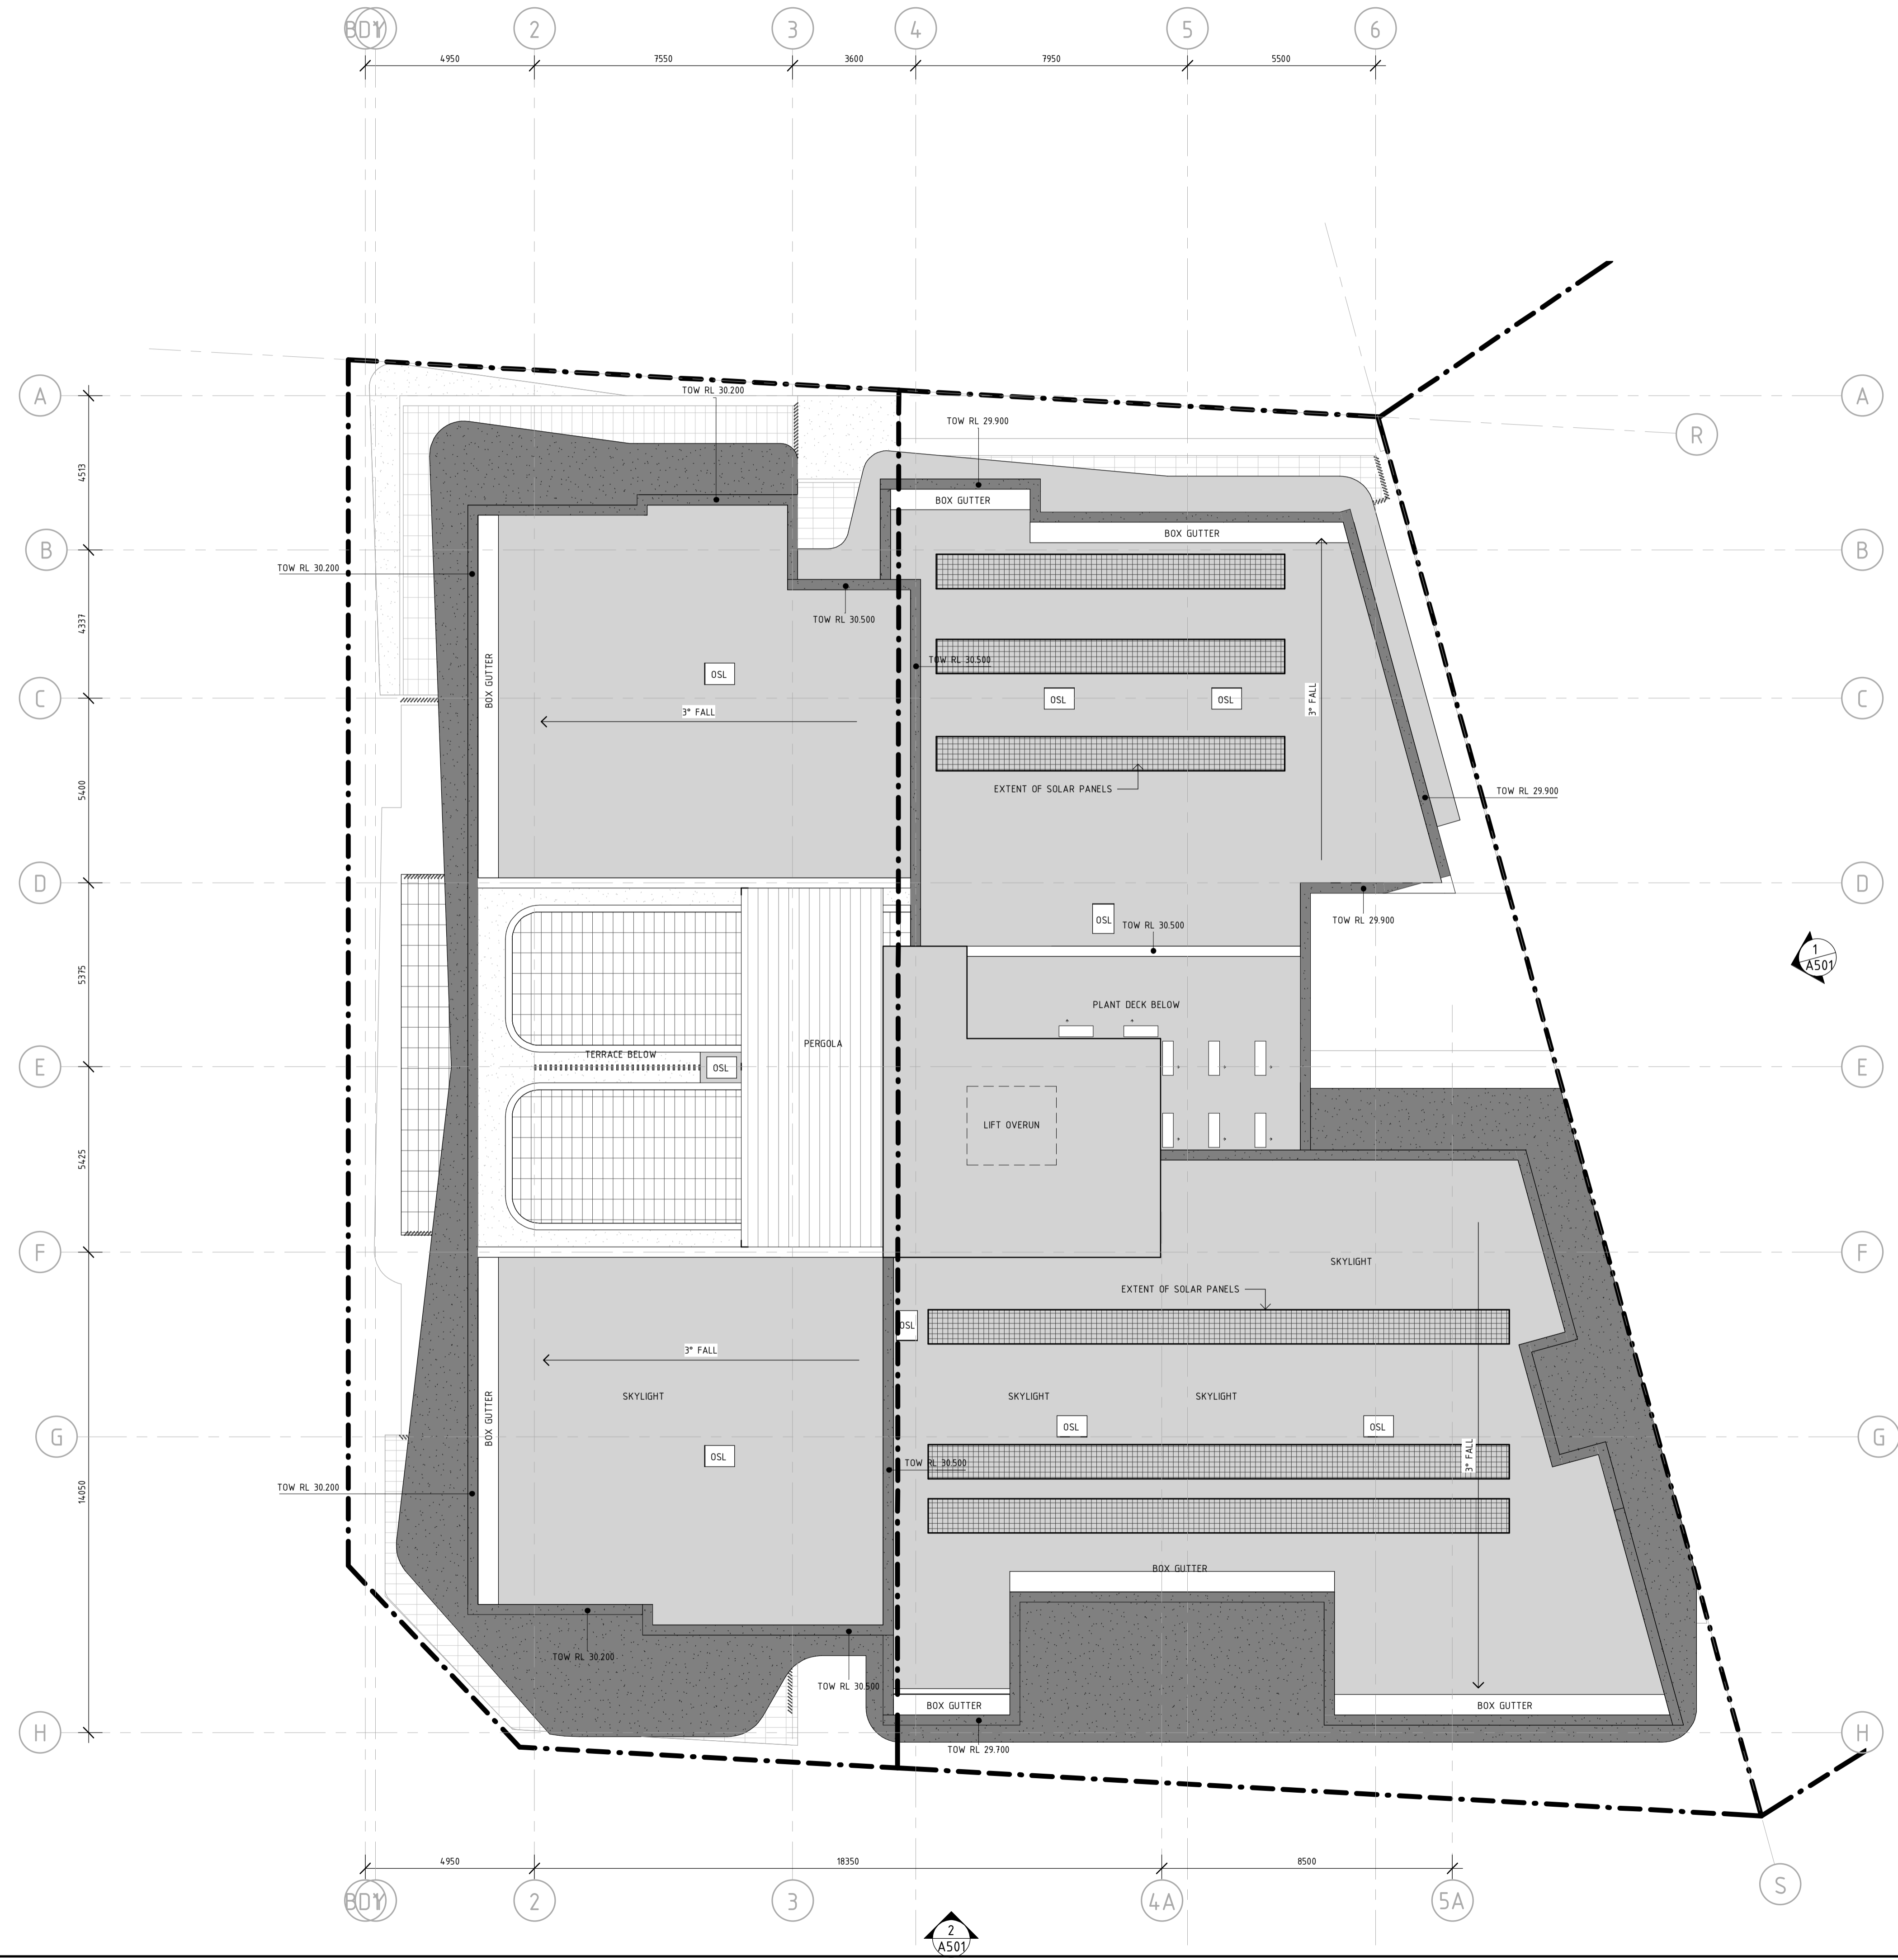 BDY
1
2
3
4
5
6
4950
7550
3600
7950
5500
A
A
R
TOW RL 30.200
TOW RL 29.900
4513
BOX GUTTER
BOX GUTTER
B
B
TOW RL 30.200
4337
TOW RL 30.500
TOW RL 30.500
BOX GUTTER
OSL
OSL
OSL
C
C
3° FALL
3° FALL
5400
EXTENT OF SOLAR PANELS
TOW RL 29.900
D
D
OSL
TOW RL 30.500
TOW RL 29.900
1
A501
5375
PLANT DECK BELOW
PERGOLA
TERRACE BELOW
OSL
E
E
LIFT OVERUN
5425
F
F
SKYLIGHT
EXTENT OF SOLAR PANELS
OSL
3° FALL
SKYLIGHT
SKYLIGHT
SKYLIGHT
BOX GUTTER
OSL
OSL
G
G
OSL
3° FALL
TOW RL 30.500
TOW RL 30.200
14050
BOX GUTTER
TOW RL 30.200
TOW RL 30.500
BOX GUTTER
BOX GUTTER
H
H
TOW RL 29.700
4950
18350
8500
BDY
1
2
3
4A
5A
S
2
A501